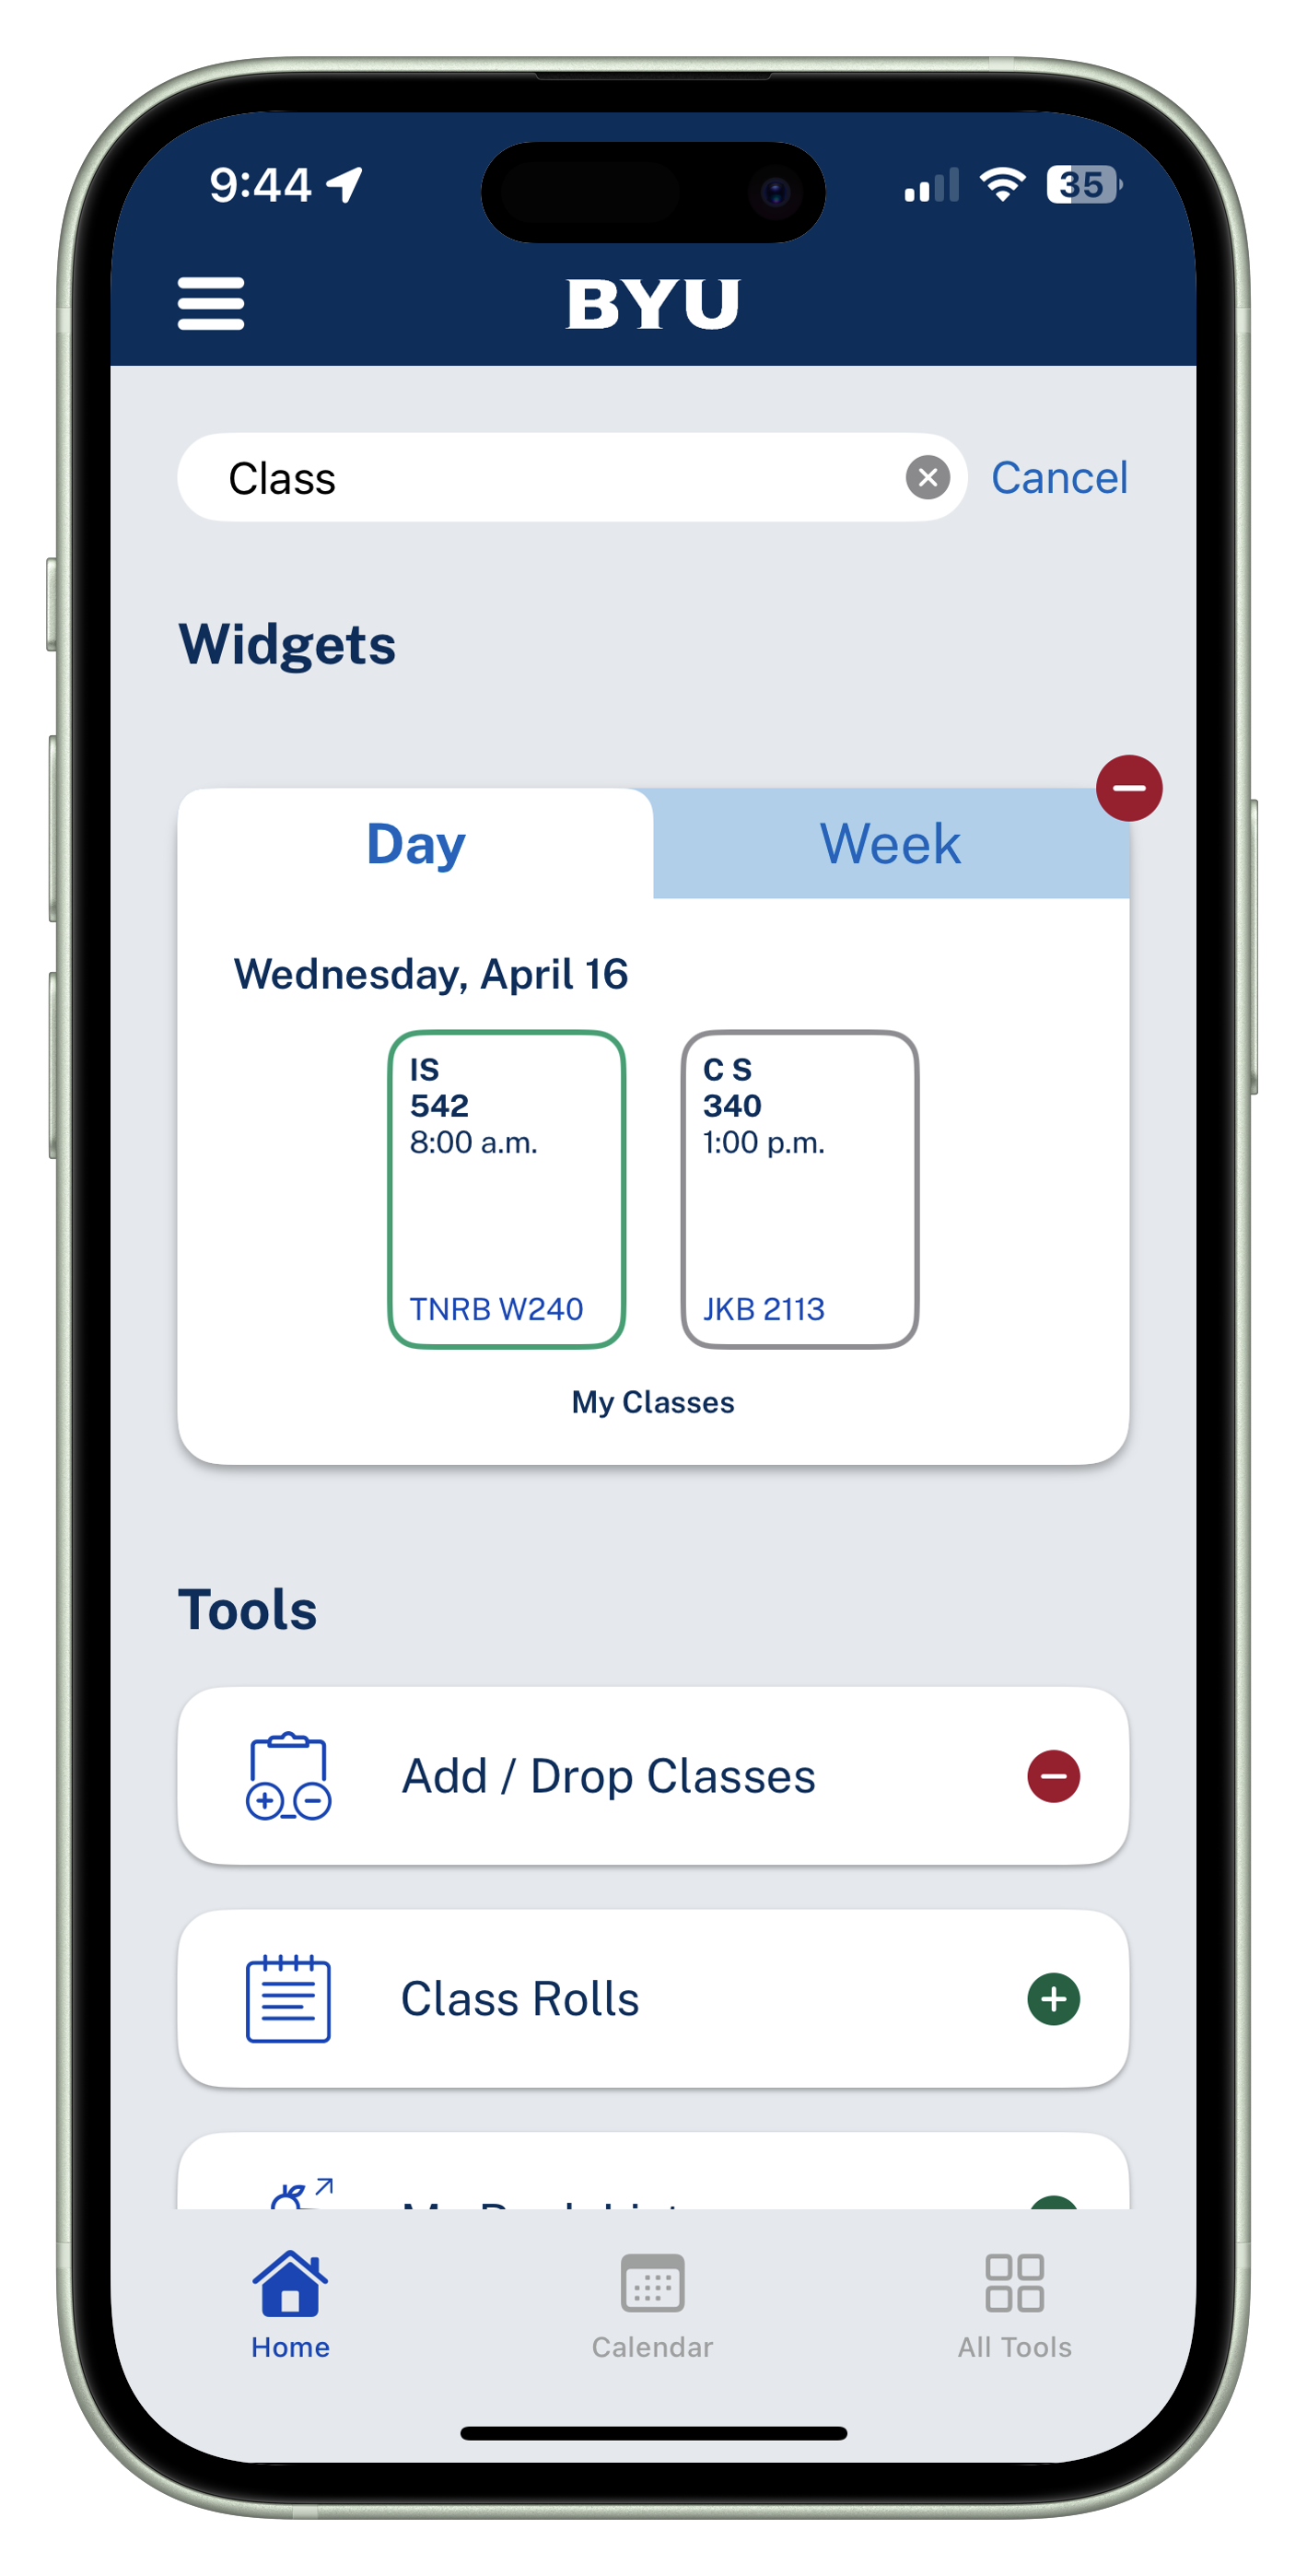 9:44
35
BYU
Class
Cancel
Widgets
Day
Week
Wednesday, April 16
IS
542
8:00 a.m.
TNRB W240
C S
340
1:00 p.m.
JKB 2113
My Classes
Tools
Add / Drop Classes
Class Rolls
Home
Calendar
All Tools